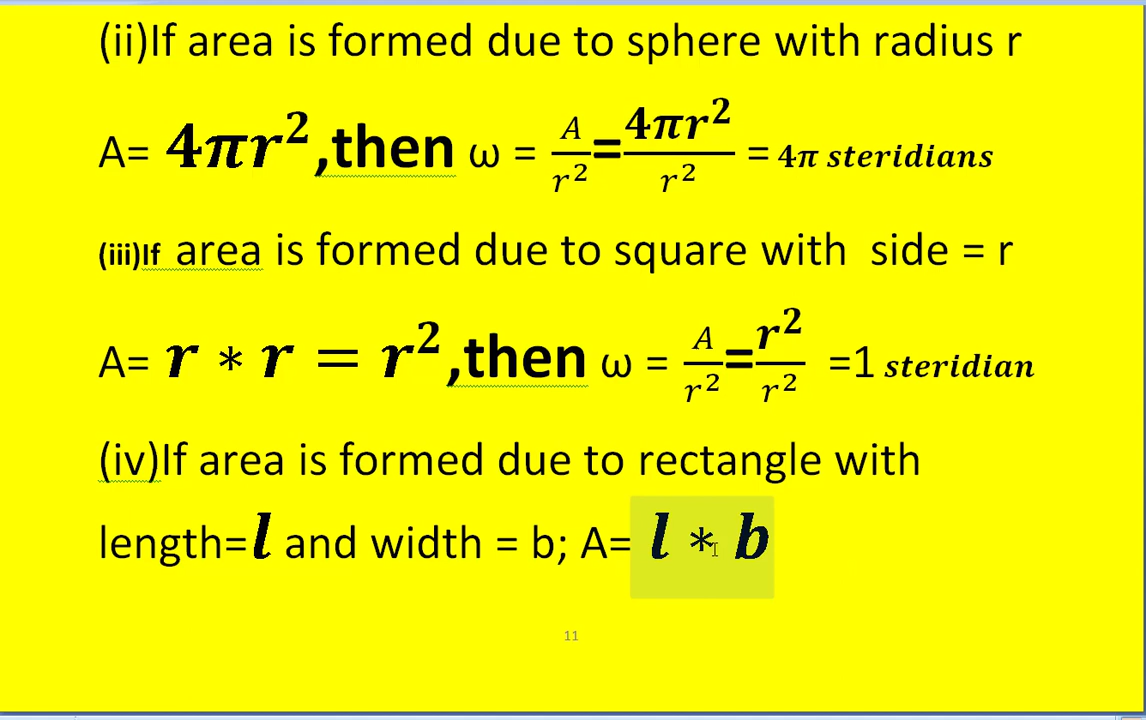 (ii)If area is formed due to sphere with radius r
A= 4πr²,then ω = A/r² = 4πr²/r² = 4π steridians
(iii)If area is formed due to square with side = r
A= r * r = r²,then ω = A/r² = r²/r² =1 steridian
(iv)If area is formed due to rectangle with
length=l and width = b; A= l * b
11